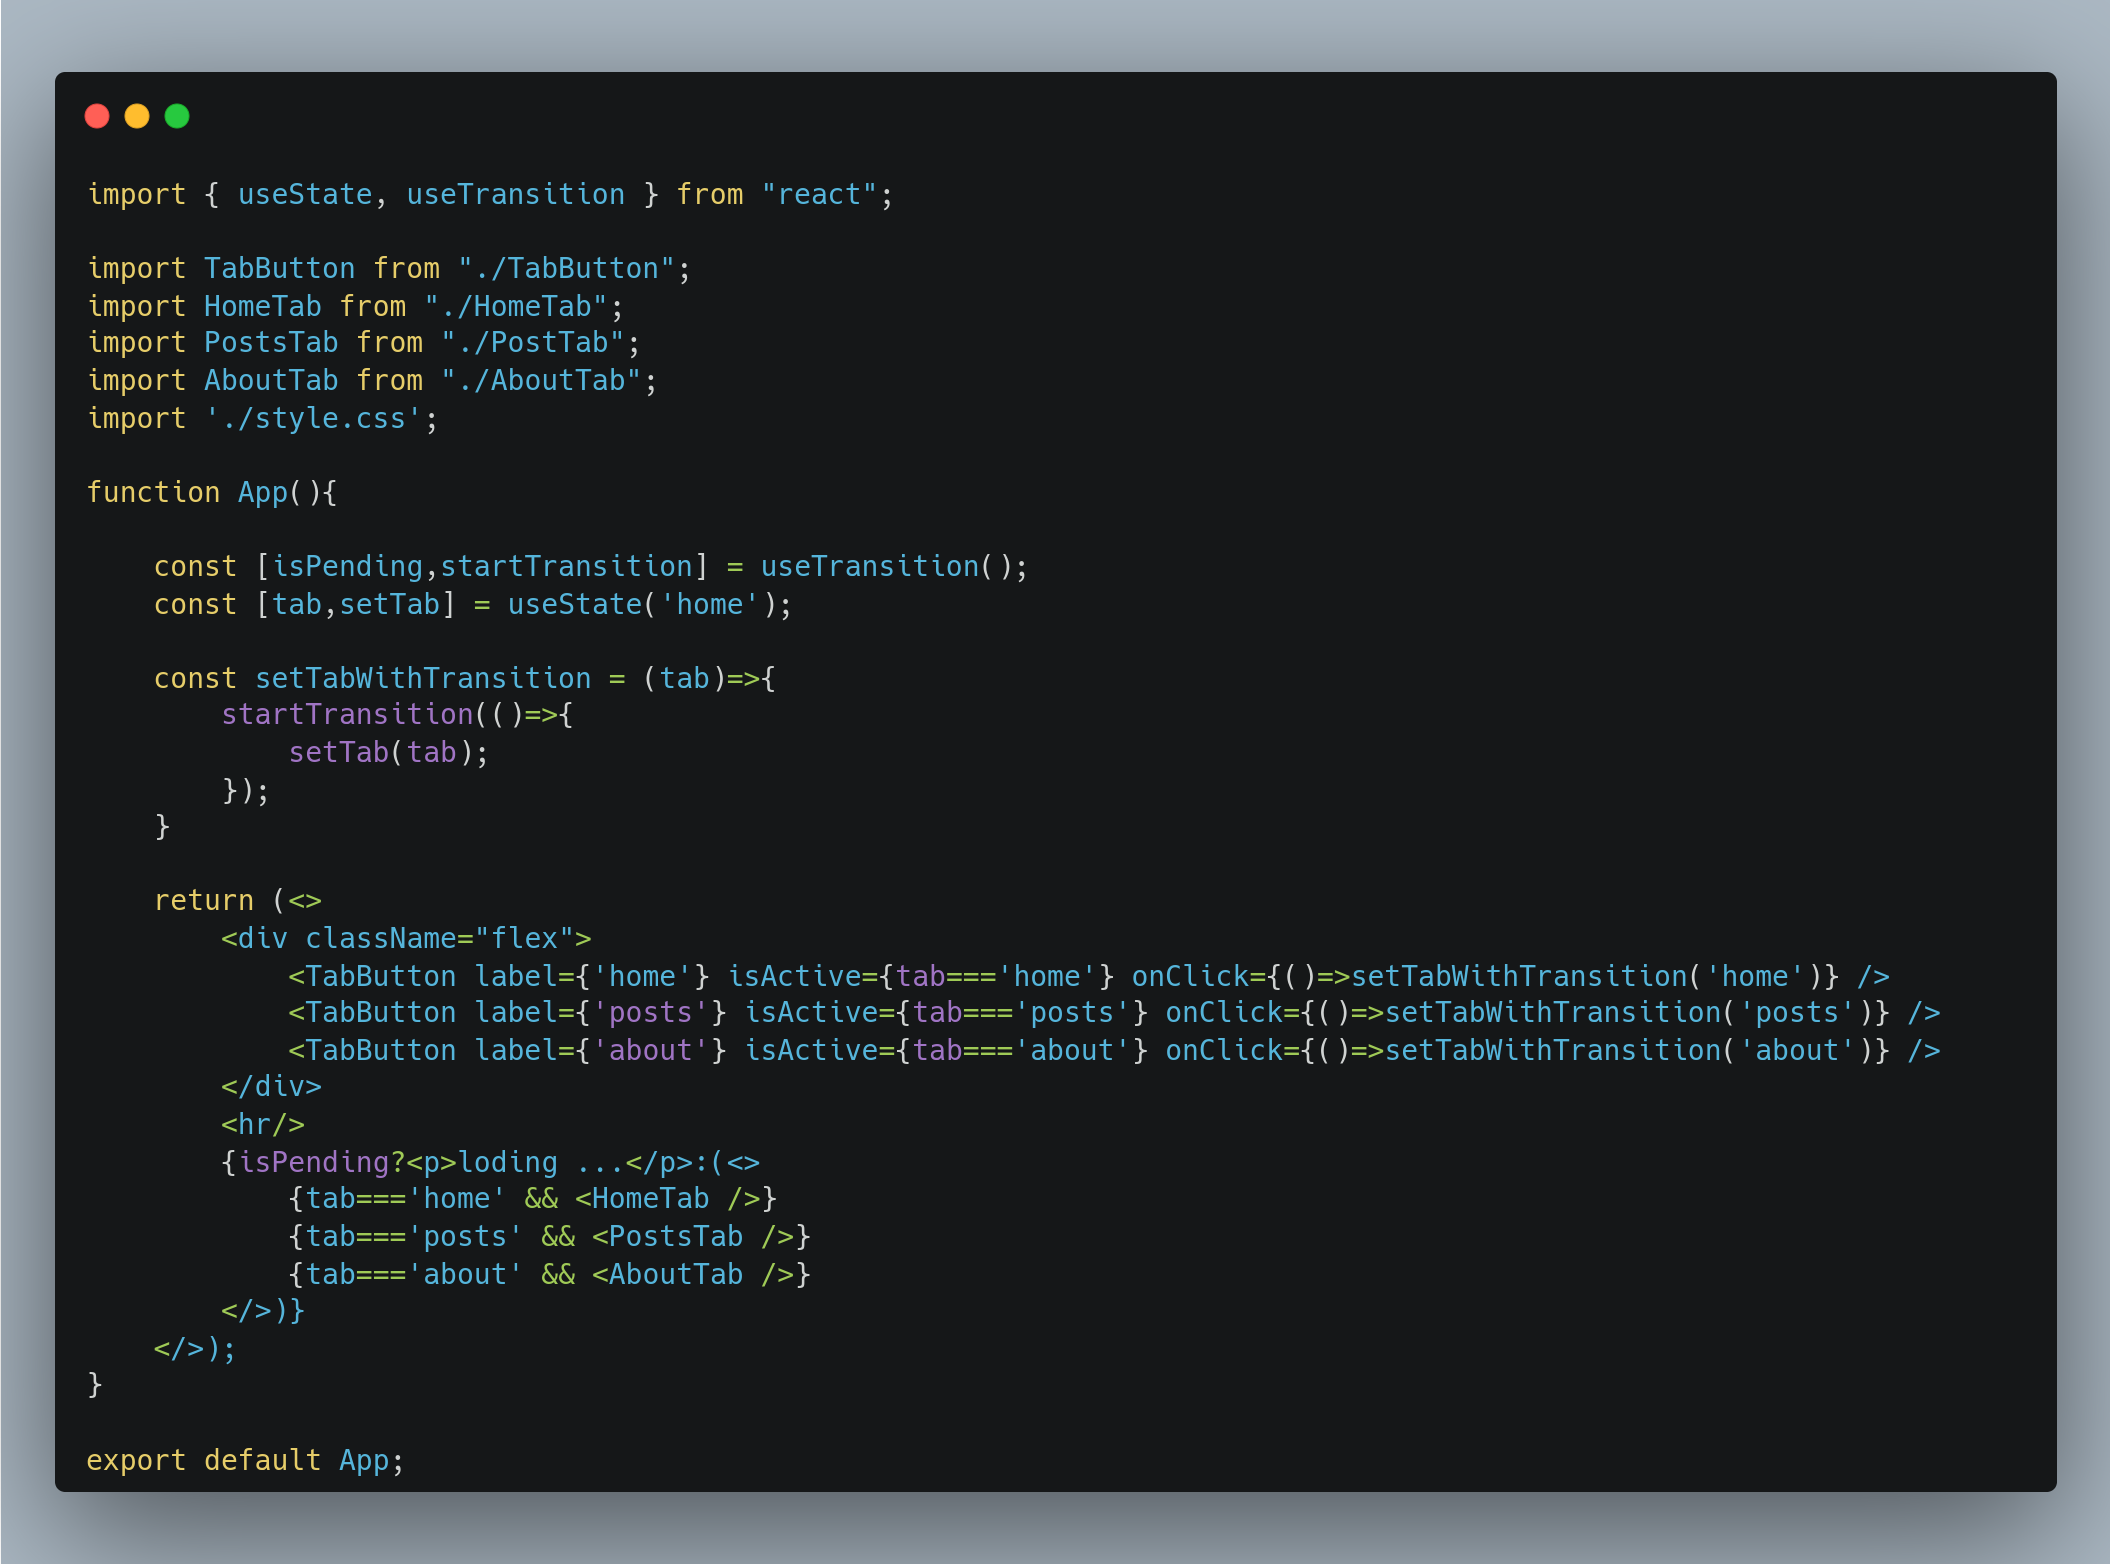 import { useState, useTransition } from "react";

import TabButton from "./TabButton";
import HomeTab from "./HomeTab";
import PostsTab from "./PostTab";
import AboutTab from "./AboutTab";
import './style.css';

function App(){

    const [isPending,startTransition] = useTransition();
    const [tab,setTab] = useState('home');

    const setTabWithTransition = (tab)=>{
        startTransition(()=>{
            setTab(tab);
        });
    }

    return (<>
        <div className="flex">
            <TabButton label={'home'} isActive={tab==='home'} onClick={()=>setTabWithTransition('home')} />
            <TabButton label={'posts'} isActive={tab==='posts'} onClick={()=>setTabWithTransition('posts')} />
            <TabButton label={'about'} isActive={tab==='about'} onClick={()=>setTabWithTransition('about')} />
        </div>
        <hr/>
        {isPending?<p>loding ...</p>:(<>
            {tab==='home' && <HomeTab />}
            {tab==='posts' && <PostsTab />}
            {tab==='about' && <AboutTab />}
        </>)}
    </>);
}

export default App;